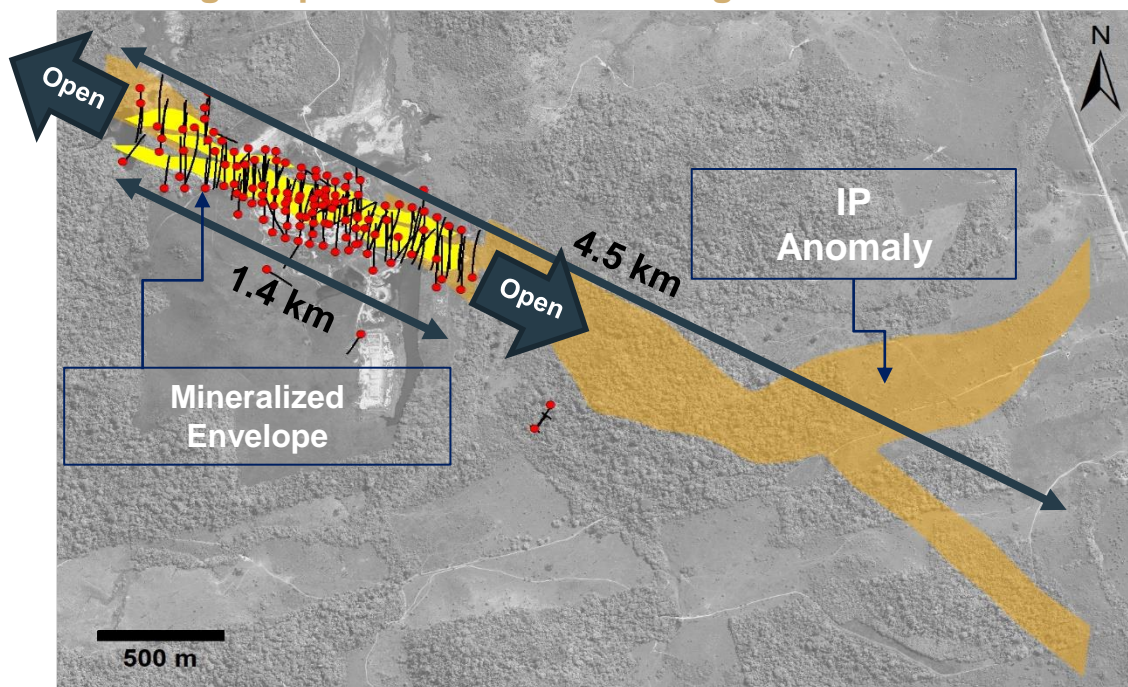 N
Open
IP
Anomaly
4.5 km
Open
1.4 km
Mineralized
Envelope
500 m